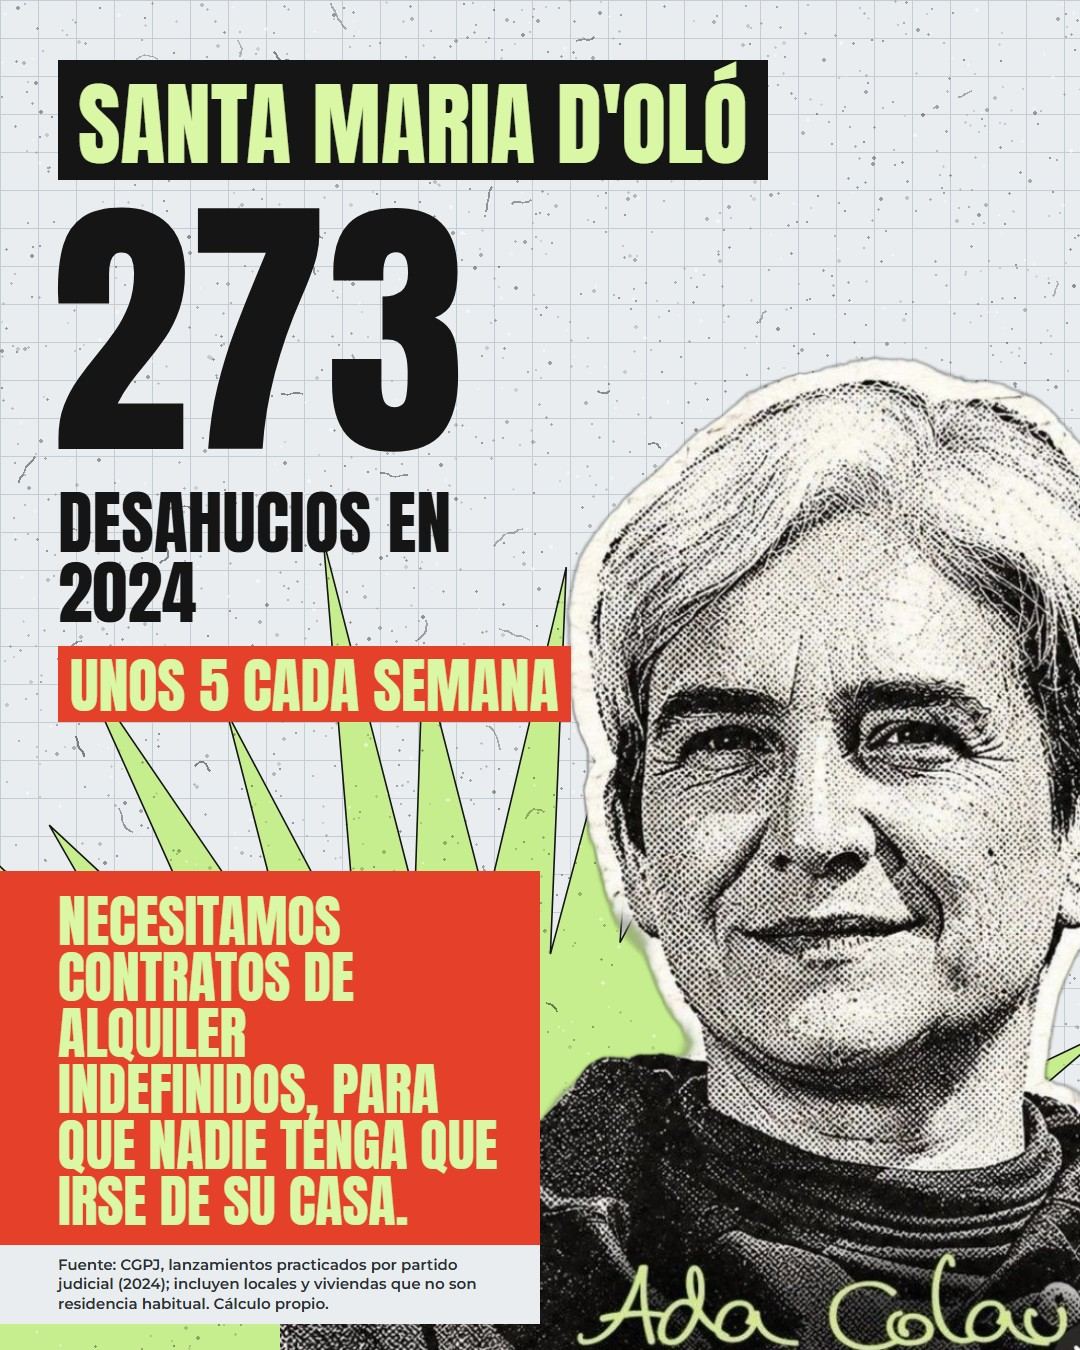 SANTA MARIA D'OLÓ
273
DESAHUCIOS EN
2024
UNOS 5 CADA SEMANA
NECESITAMOS
CONTRATOS DE
ALQUILER
INDEFINIDOS, PARA
QUE NADIE TENGA QUE
IRSE DE SU CASA.
Fuente: CGPJ, lanzamientos practicados por partido
judicial (2024); incluyen locales y viviendas que no son
residencia habitual. Cálculo propio.
Ada Colau